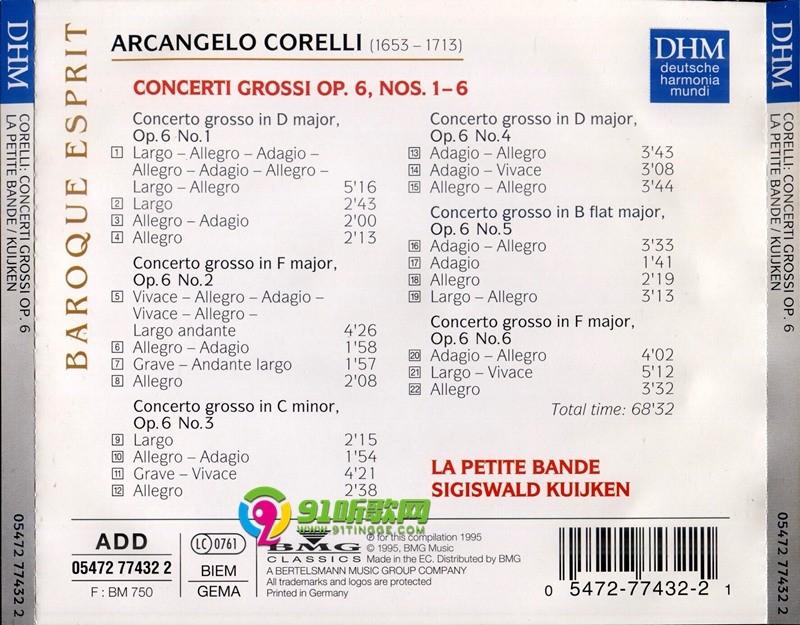 DHM
CORELLI: CONCERTI GROSSI OP. 6
LA PETITE BANDE / KUIJKEN
05472 77432 2
BAROQUE ESPRIT
ARCANGELO CORELLI (1653–1713)
DHM
deutsche
harmonia
mundi
CONCERTI GROSSI OP. 6, NOS. 1–6
Concerto grosso in D major,
Op.6 No.1
1 Largo – Allegro – Adagio –
Allegro – Adagio – Allegro –
Largo – Allegro 5'16
2 Largo 2'43
3 Allegro – Adagio 2'00
4 Allegro 2'13
Concerto grosso in F major,
Op.6 No.2
5 Vivace – Allegro – Adagio –
Vivace – Allegro –
Largo andante 4'26
6 Allegro – Adagio 1'58
7 Grave – Andante largo 1'57
8 Allegro 2'08
Concerto grosso in C minor,
Op.6 No.3
9 Largo 2'15
10 Allegro – Adagio 1'54
11 Grave – Vivace 4'21
12 Allegro 2'38
Concerto grosso in D major,
Op.6 No.4
13 Adagio – Allegro 3'43
14 Adagio – Vivace 3'08
15 Allegro – Allegro 3'44
Concerto grosso in B flat major,
Op.6 No.5
16 Adagio – Allegro 3'33
17 Adagio 1'41
18 Allegro 2'19
19 Largo – Allegro 3'13
Concerto grosso in F major,
Op.6 No.6
20 Adagio – Allegro 4'02
21 Largo – Vivace 5'12
22 Allegro 3'32
Total time: 68'32
LA PETITE BANDE
SIGISWALD KUIJKEN
91听歌网
WWW.91TINGGE.COM
ADD
05472 77432 2
F : BM 750
LC 0761
BIEM
GEMA
BMG
CLASSICS
℗ for this compilation 1995
© 1995, BMG Music
Made in the EC. Distributed by BMG
A BERTELSMANN MUSIC GROUP COMPANY
All trademarks and logos are protected
Printed in Germany
0 5472-77432-2 1
DHM
CORELLI: CONCERTI GROSSI OP. 6
LA PETITE BANDE / KUIJKEN
05472 77432 2